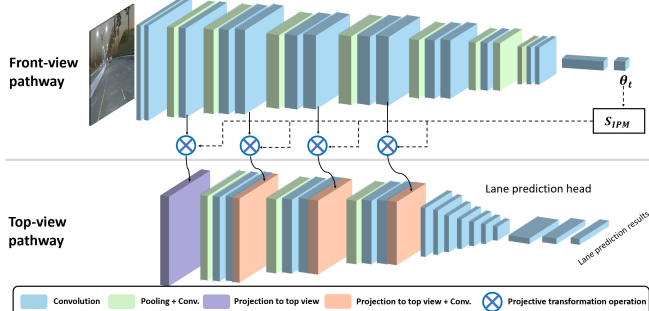 Front-view
pathway
θt
SIPM
Top-view
pathway
Lane prediction head
Lane prediction results
Convolution
Pooling + Conv.
Projection to top view
Projection to top view + Conv.
Projective transformation operation